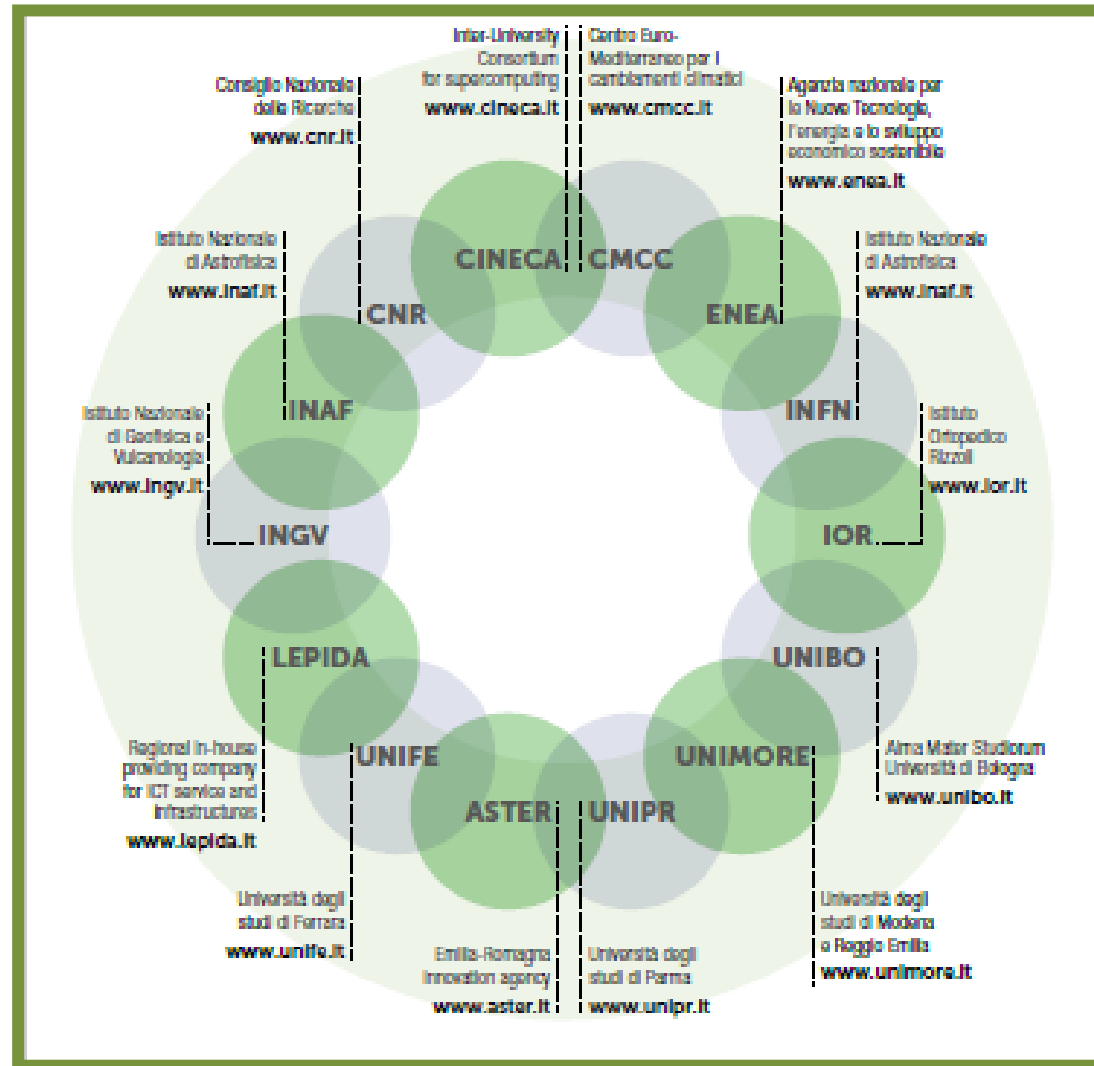 Inter-University
Consortium
for supercomputing
www.cineca.it
Centro Euro-
Mediterraneo per i
cambiamenti climatici
www.cmcc.it
Consiglio Nazionale
delle Ricerche
www.cnr.it
Agenzia nazionale per
le Nuove Tecnologie,
l'energia e lo sviluppo
economico sostenibile
www.enea.it
Istituto Nazionale
di Astrofisica
www.inaf.it
Istituto Nazionale
di Astrofisica
www.inaf.it
CINECA
CMCC
CNR
ENEA
INAF
INFN
Istituto Nazionale
di Geofisica e
Vulcanologia
www.ingv.it
Istituto
Ortopedico
Rizzoli
www.ior.it
INGV
IOR
LEPIDA
UNIBO
Regional in-house
providing company
for ICT service and
infrastructures
www.lepida.it
UNIFE
UNIMORE
Alma Mater Studiorum
Università di Bologna
www.unibo.it
ASTER
UNIPR
Università degli
studi di Ferrara
www.unife.it
Emilia-Romagna
Innovation agency
www.aster.it
Università degli
studi di Parma
www.unipr.it
Università degli
studi di Modena
e Reggio Emilia
www.unimore.it